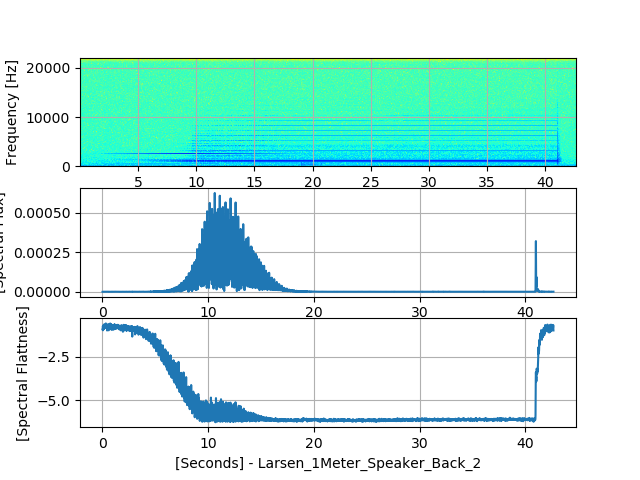 Frequency [Hz]
20000
10000
0
5 10 15 20 25 30 35 40
0.00050
0.00025
0.00000
0 10 20 30 40
[Spectral Flattness]
−2.5
−5.0
0 10 20 30 40
[Seconds] - Larsen_1Meter_Speaker_Back_2